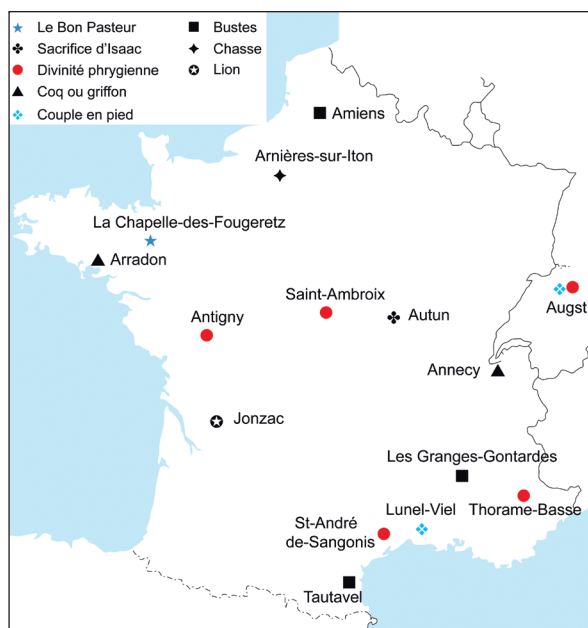 Le Bon Pasteur
Sacrifice d'Isaac
Divinité phrygienne
Coq ou griffon
Couple en pied
Bustes
Chasse
Lion
Amiens
Arnières-sur-Iton
La Chapelle-des-Fougeretz
Arradon
Saint-Ambroix
Antigny
Autun
Augst
Annecy
Jonzac
Les Granges-Gontardes
Lunel-Viel
Thorame-Basse
St-André
de-Sangonis
Tautavel